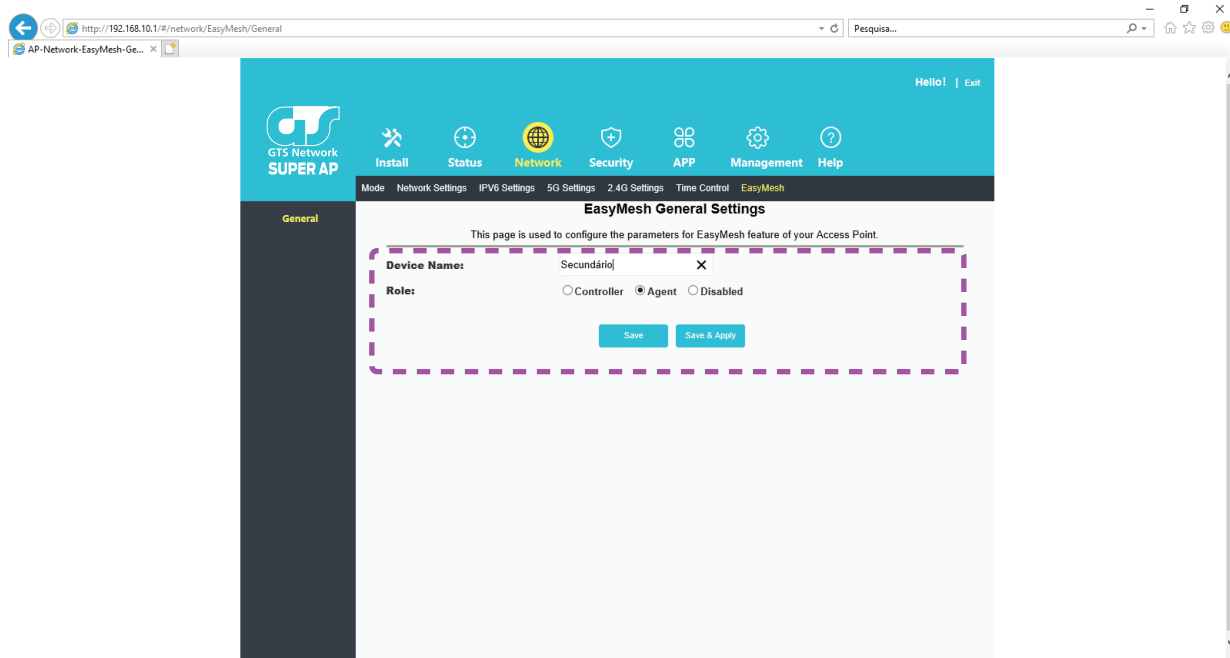 http://192.168.10.1/#/network/EasyMesh/General
Pesquisa...
AP-Network-EasyMesh-Ge...
Hello! | Exit
GTS Network
SUPER AP
Install Status Network Security APP Management Help
Mode Network Settings IPV6 Settings 5G Settings 2.4G Settings Time Control EasyMesh
General
EasyMesh General Settings
This page is used to configure the parameters for EasyMesh feature of your Access Point.
Device Name: Secundário
Role: Controller Agent Disabled
Save Save & Apply